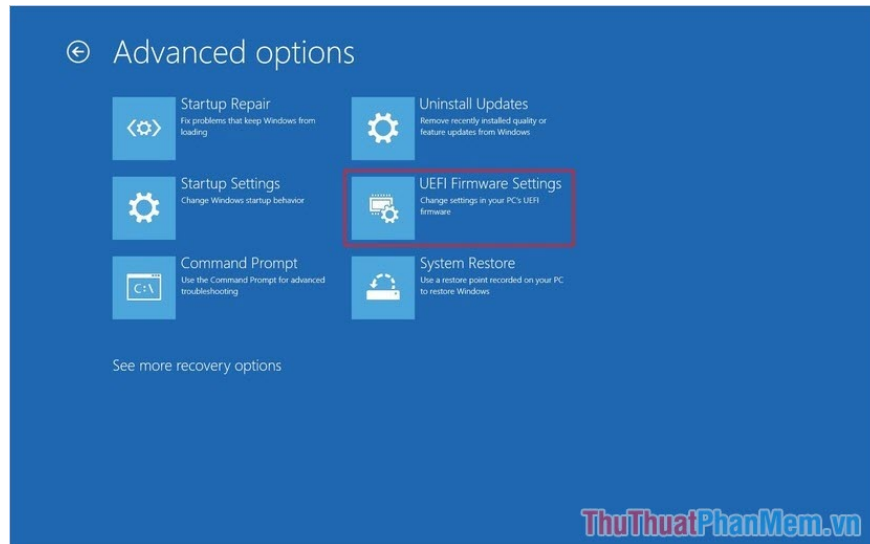 Advanced options
Startup Repair
Fix problems that keep Windows from
loading
Uninstall Updates
Remove recently installed quality or
feature updates from Windows
Startup Settings
Change Windows startup behavior
UEFI Firmware Settings
Change settings in your PC's UEFI
firmware
Command Prompt
Use the Command Prompt for advanced
troubleshooting
C:\
System Restore
Use a restore point recorded on your PC
to restore Windows
See more recovery options
ThuThuatPhanMem.vn